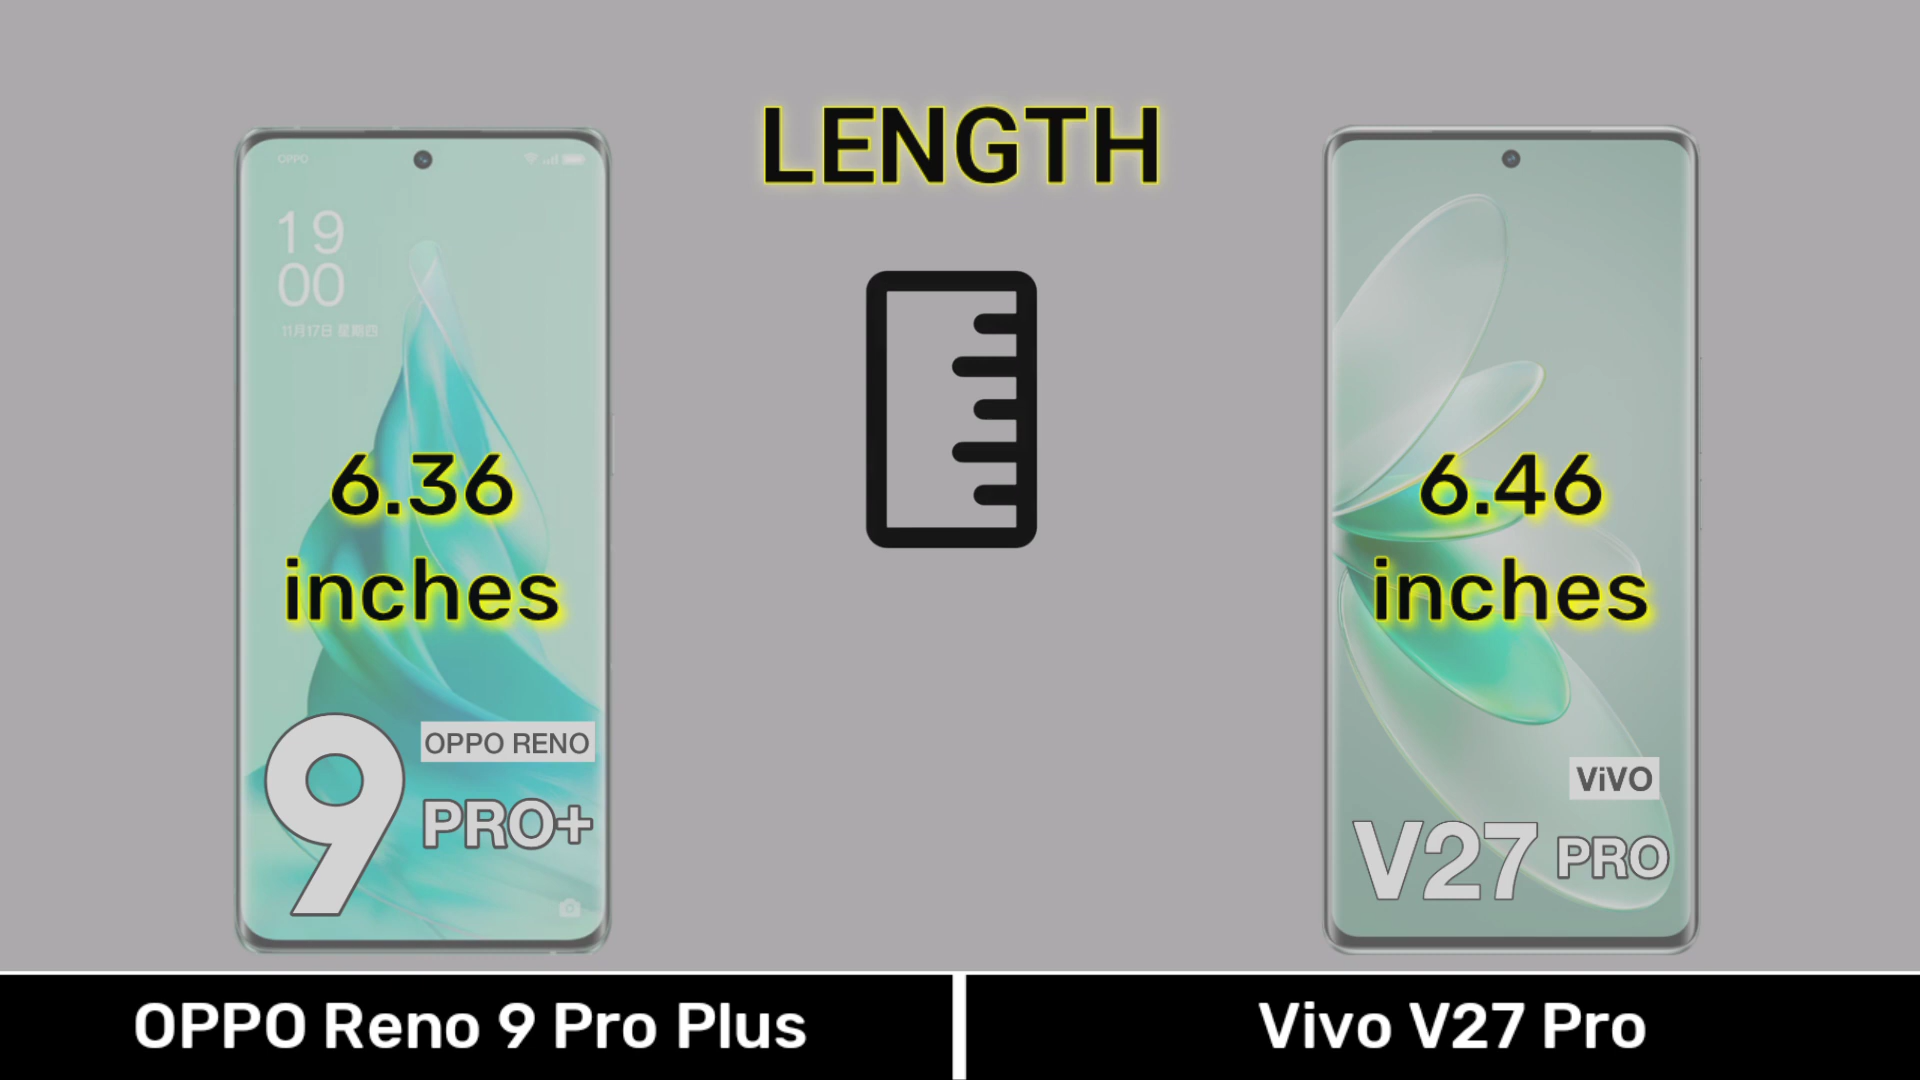 LENGTH
OPPO
19
00
11月17日 星期四
6.36
inches
OPPO RENO
9 PRO+
6.46
inches
ViVO
V27 PRO
OPPO Reno 9 Pro Plus
Vivo V27 Pro